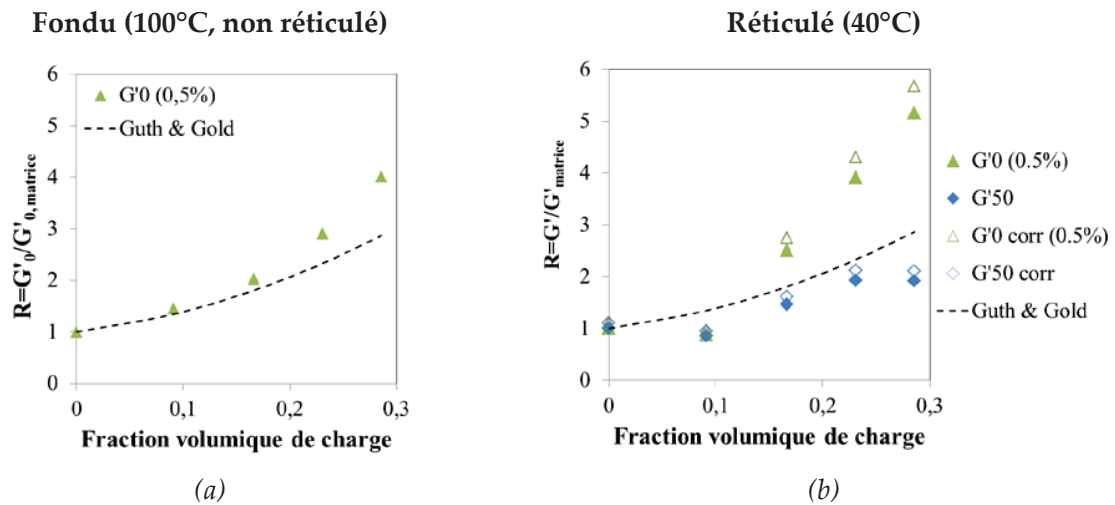 Fondu (100°C, non réticulé)
6
5
4
3
2
1
0
R=G'₀/G'₀,matrice
G'0 (0,5%)
Guth & Gold
0
0,1
0,2
0,3
Fraction volumique de charge
(a)
Réticulé (40°C)
6
5
4
3
2
1
0
R=G'/G'matrice
0
0,1
0,2
0,3
Fraction volumique de charge
G'0 (0.5%)
G'50
G'0 corr (0.5%)
G'50 corr
Guth & Gold
(b)